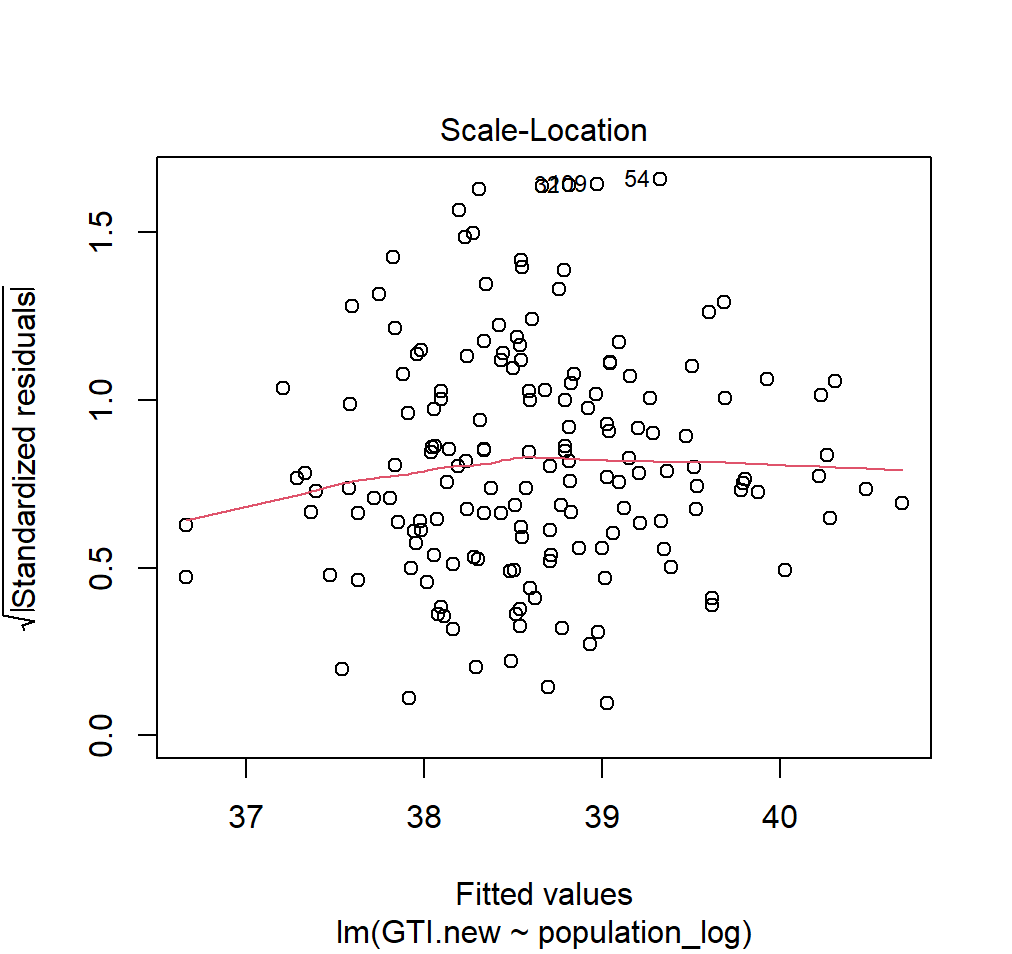 Scale-Location
54
√|Standardized residuals|
1.5
1.0
0.5
0.0
37 38 39 40
Fitted values
lm(GTI.new ~ population_log)